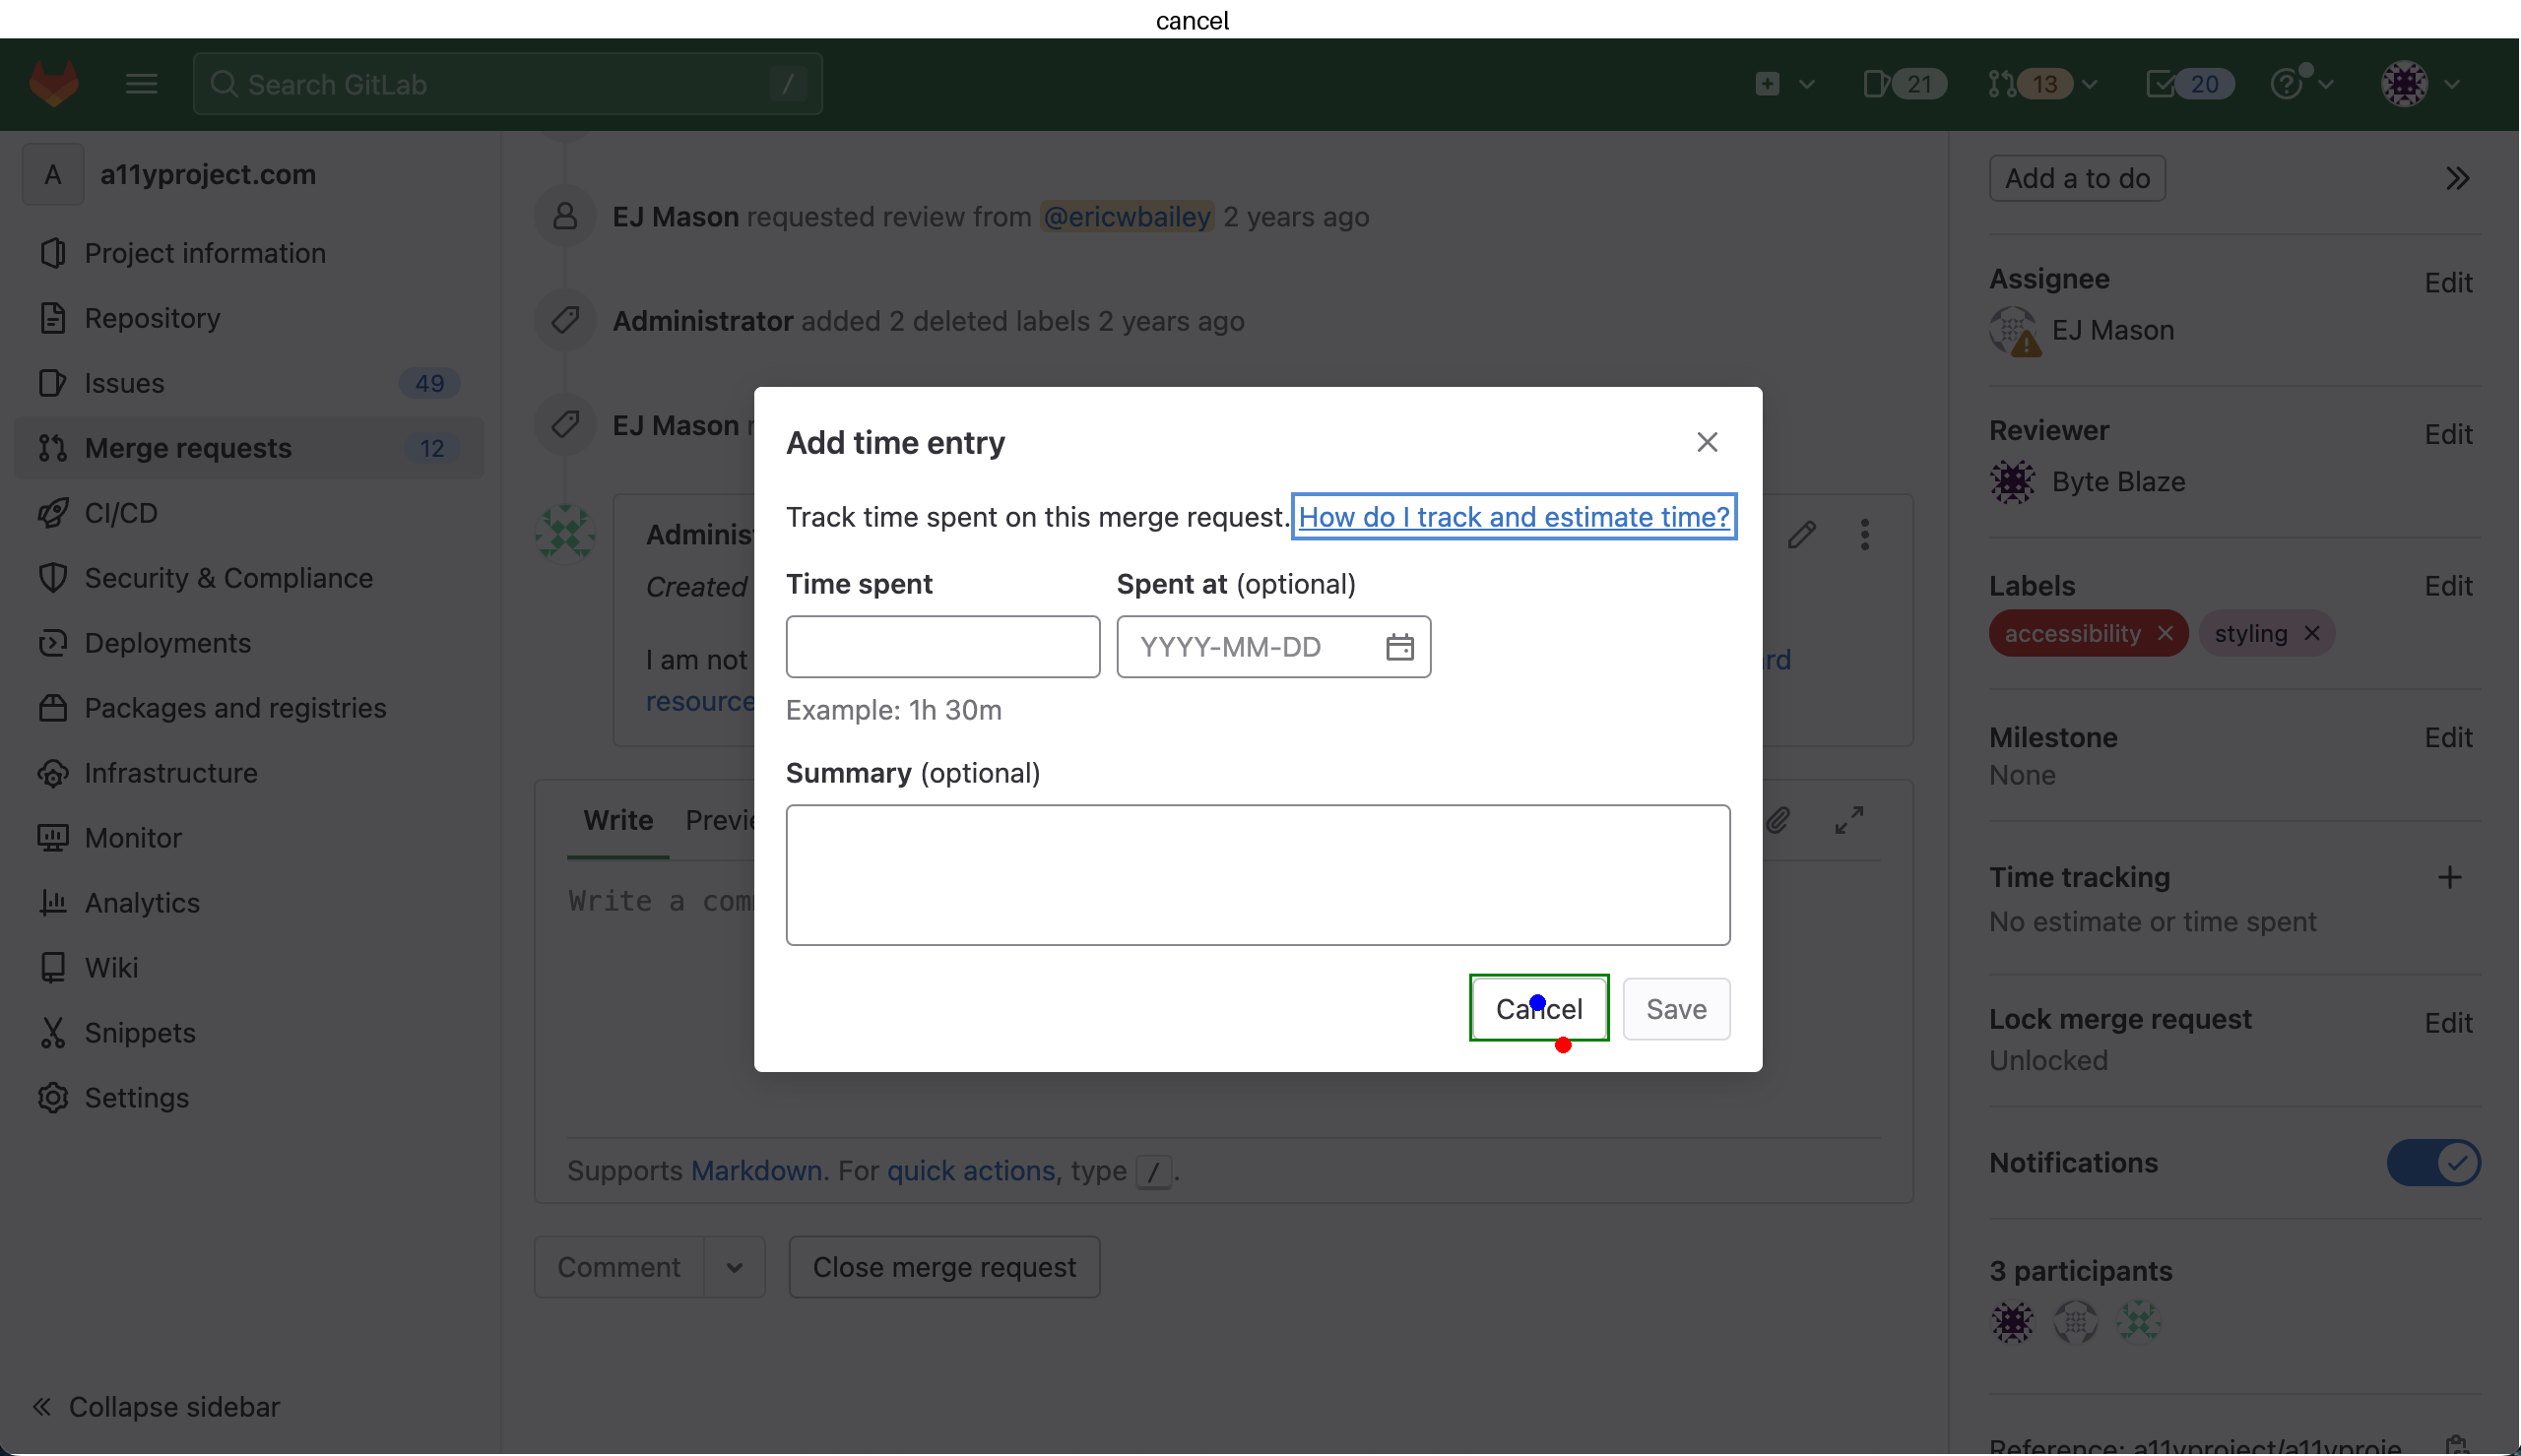 cancel
Search GitLab
/
21
13
20
A
a11yproject.com
Project information
Repository
Issues
49
Merge requests
12
CI/CD
Security & Compliance
Deployments
Packages and registries
Infrastructure
Monitor
Analytics
Wiki
Snippets
Settings
Collapse sidebar
EJ Mason requested review from @ericwbailey 2 years ago
Administrator added 2 deleted labels 2 years ago
EJ Mason
Created
I am not
resource
Write
Write a com
Supports Markdown. For quick actions, type /.
Comment
Close merge request
Add time entry
Track time spent on this merge request. How do I track and estimate time?
Time spent
Spent at (optional)
YYYY-MM-DD
Example: 1h 30m
Summary (optional)
Cancel
Save
Add a to do
Assignee
Edit
EJ Mason
Reviewer
Edit
Byte Blaze
Labels
Edit
accessibility
styling
Milestone
Edit
None
Time tracking
No estimate or time spent
Lock merge request
Edit
Unlocked
Notifications
3 participants
Reference: a11yproject/a11yproje